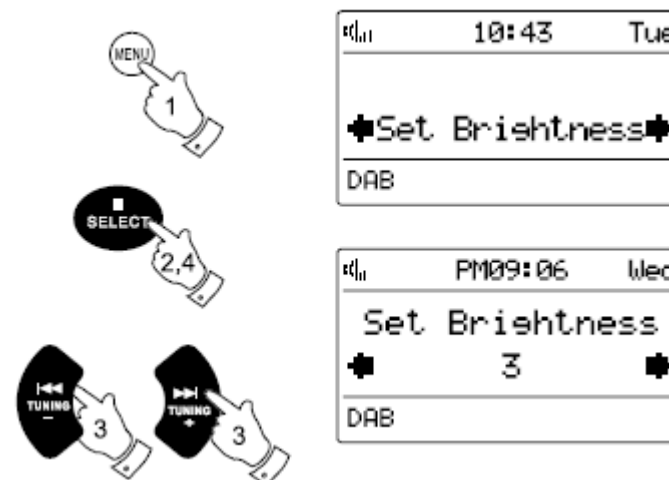 MENU
1
SELECT
2,4
TUNING
−
3
TUNING
+
3
10:43 Tue
Set Brightness
DAB
PM09:06 Wed
Set Brightness
3
DAB